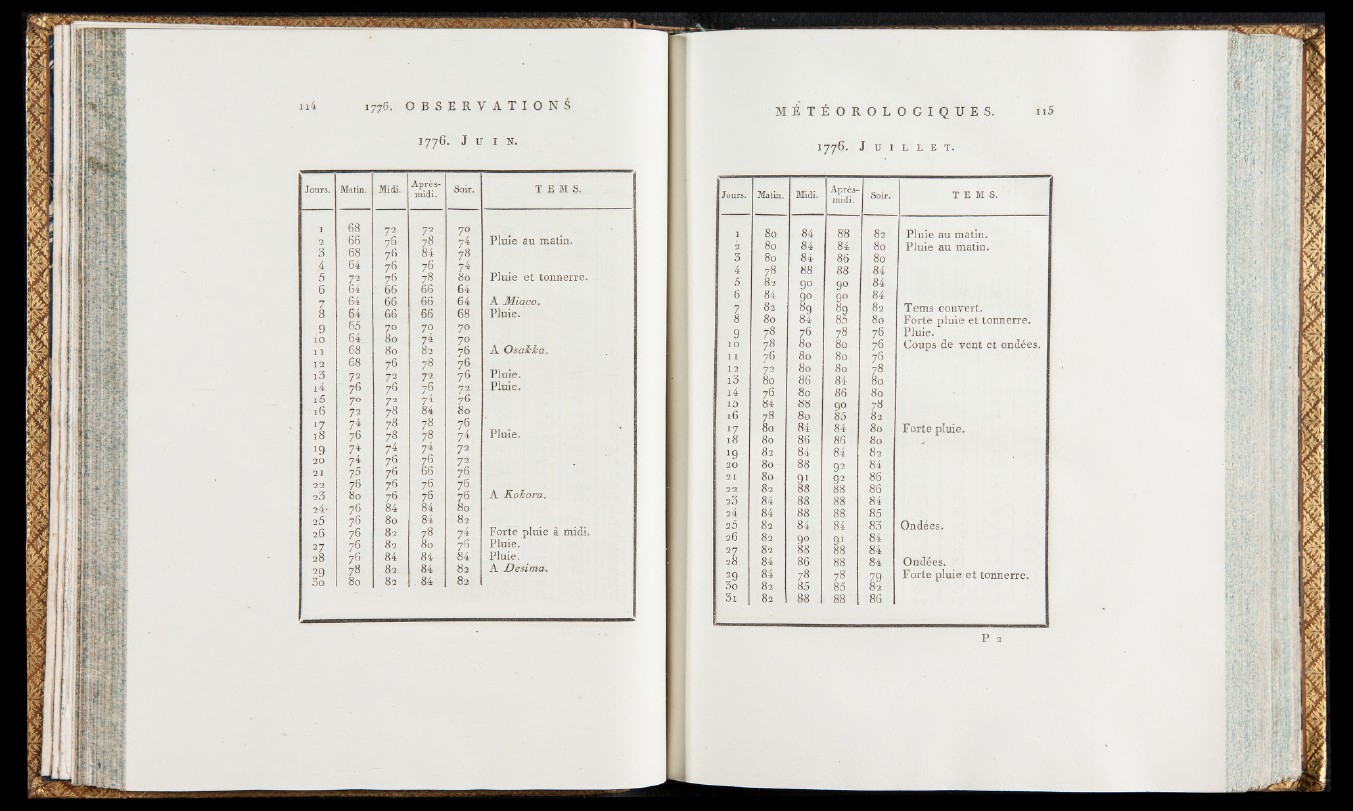 114 1776. OBSERVATIONS
1776. JUIN.
Jours. Matin. Midi. Après-midi. Soir. TEMS.
1 68 72 72 70
2 66 76 78 74 Pluie au matin.
3 68 76 84 78
4 64 76 76 74
5 72 76 78 80 Pluie et tonnerre.
6 64 66 66 64
7 64 66 66 64 A Miaco.
8 64 66 66 68 Pluie.
9 65 70 70 70
10 64 80 74 70
11 68 80 82 76 A Osakka.
12 68 76 78 76
13 72 72 72 76 Pluie.
14 76 76 76 72 Pluie.
15 70 72 74 76
16 72 78 84 80
17 74 78 78 76
18 76 78 78 74 Pluie.
19 74 74 74 72
20 74 76 76 72
21 75 76 66 76
22 76 76 76 76
23 80 76 76 76 A Kokora.
24 76 84 84 80
25 76 80 84 82
26 76 82 78 74 Forte pluie à midi.
27 76 82 80 76 Pluie.
28 76 84 84 84 Pluie.
29 78 82 84 82 A Desima.
30 80 82 84 82
MÉTÉOROLOGIQUES. 115
1776. JUILLET.
Jours. Matin. Midi. Après-midi. Soir. TEMS.
1 80 84 88 82 Pluie au matin.
2 80 84 84 80 Pluie au matin.
3 80 84 86 80
4 78 88 88 84
5 82 90 90 84
6 84 90 90 84
7 82 89 89 82 Tems couvert.
8 80 84 85 80 Forte pluie et tonnerre.
9 78 76 78 76 Pluie.
10 78 80 80 76 Coups de vent et ondées.
11 76 80 80 76
12 72 80 80 78
13 80 86 84 80
14 76 80 86 80
15 84 88 90 78
16 78 80 85 82
17 80 84 84 80 Forte pluie.
18 80 86 86 80
19 82 84 84 82
20 80 88 92 84
21 80 91 92 86
22 82 88 88 86
23 84 88 88 84
24 84 88 88 85
25 82 84 84 83 Ondées.
26 82 90 91 84
27 82 88 88 84
28 84 86 88 84 Ondées.
29 84 78 78 79 Forte pluie et tonnerre.
30 82 85 85 82
31 82 88 88 86
P 2